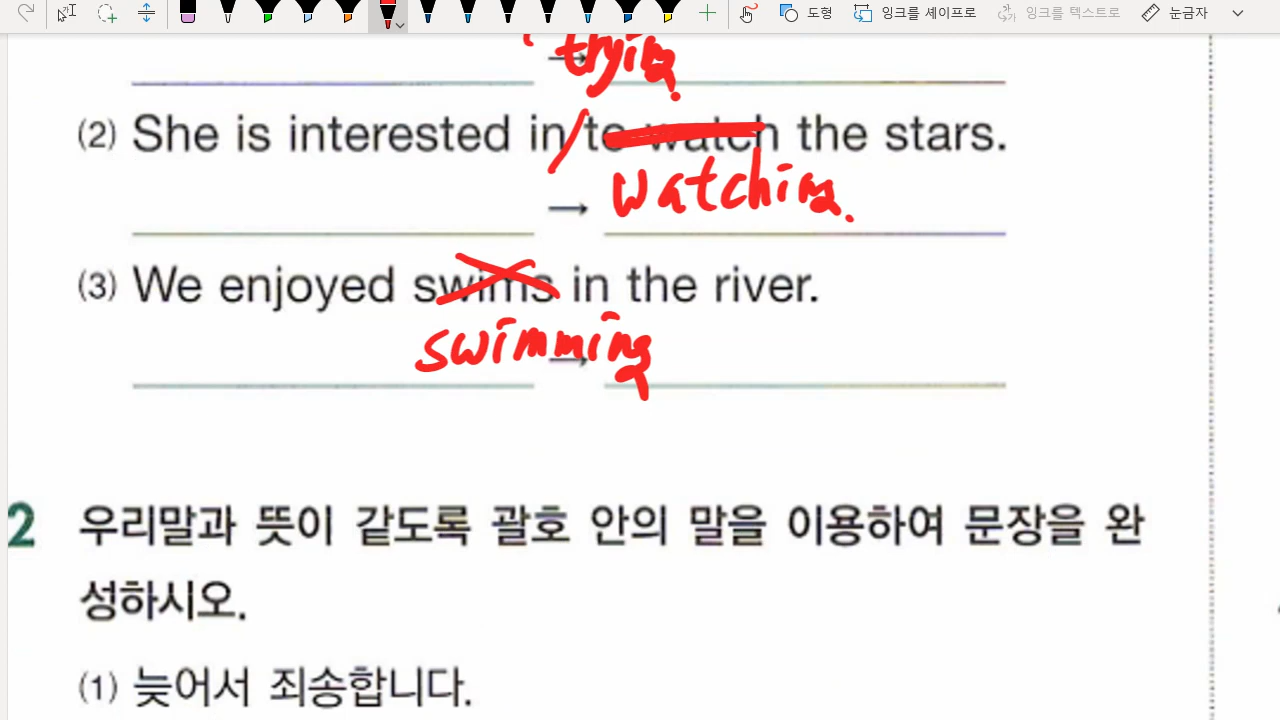 도형 잉크를 셰이프로 잉크를 텍스트로 눈금자
→ trying.
(2) She is interested in / to watch the stars.
→ watching.
(3) We enjoyed swims in the river.
swimming
→
2 우리말과 뜻이 같도록 괄호 안의 말을 이용하여 문장을 완
성하시오.
(1) 늦어서 죄송합니다.